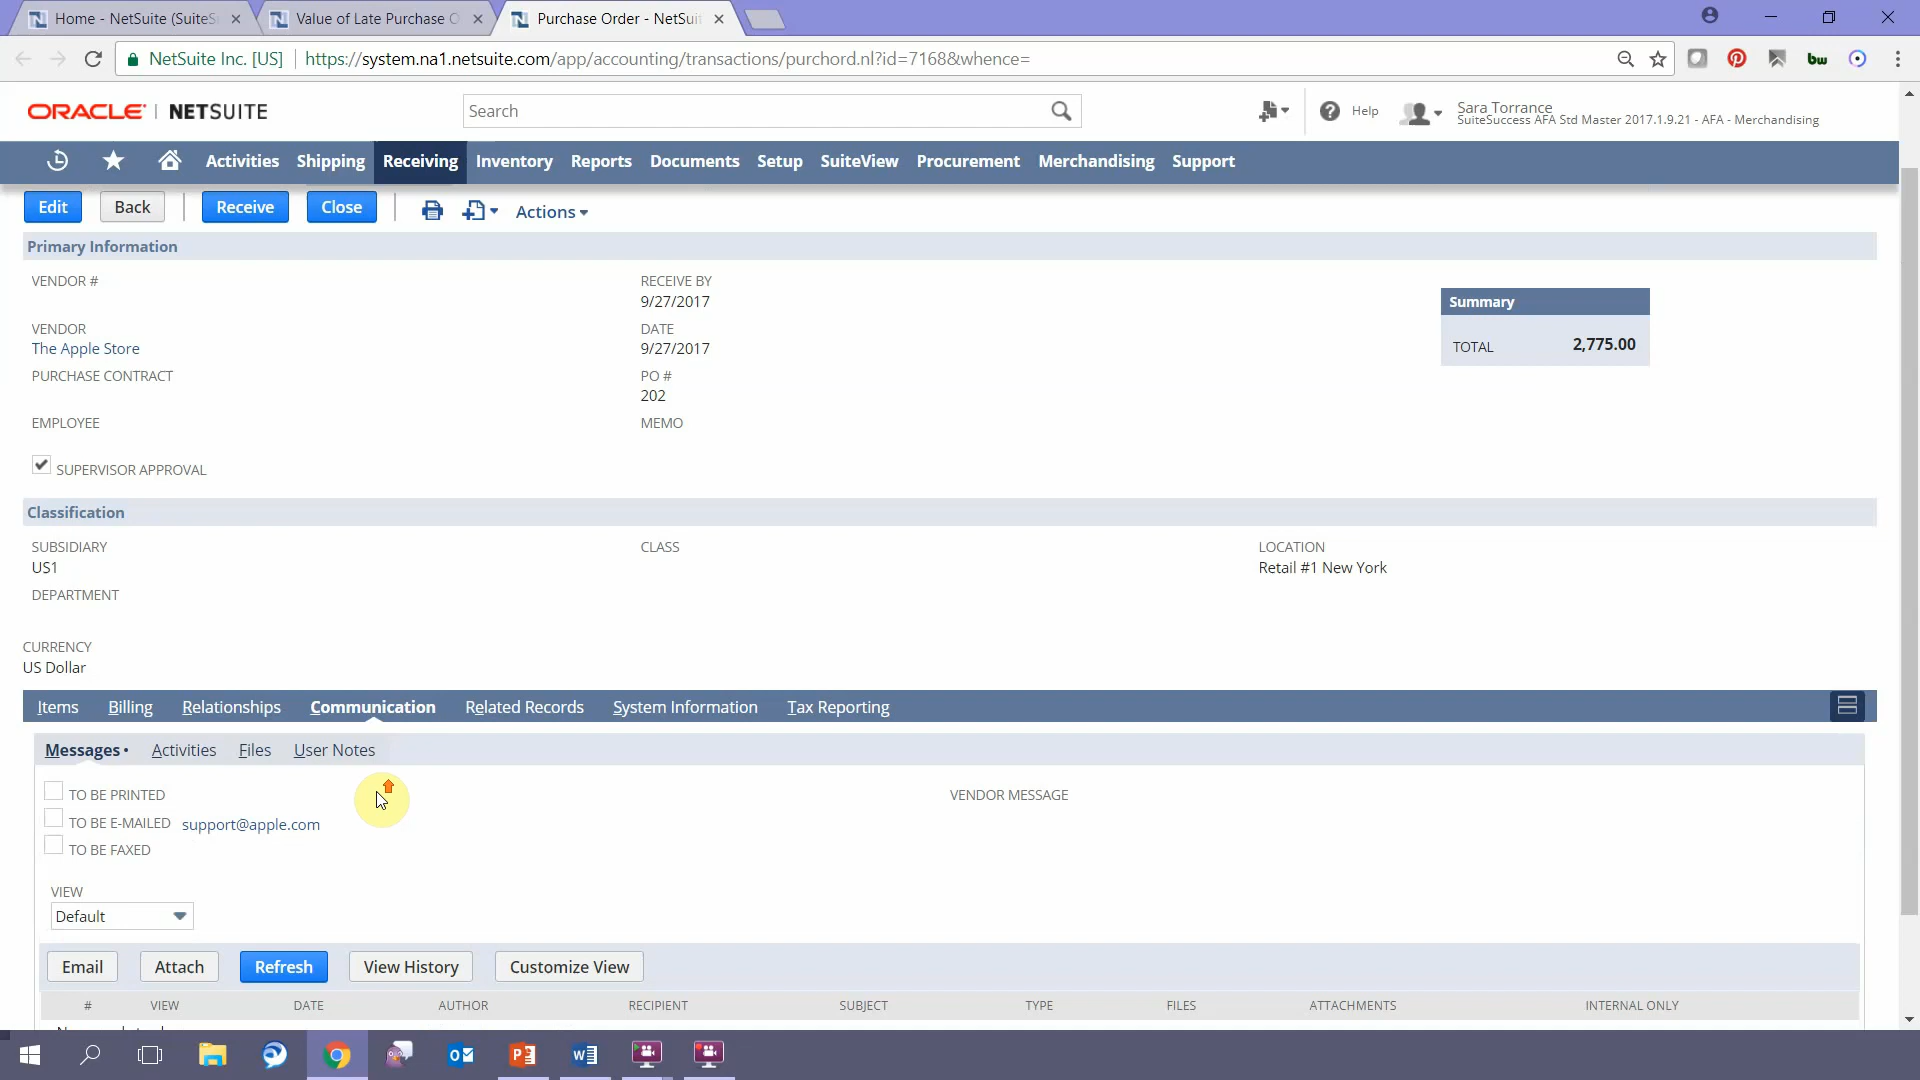 Home - NetSuite (SuiteS
Value of Late Purchase O
Purchase Order - NetSuit
NetSuite Inc. [US]
https://system.na1.netsuite.com/app/accounting/transactions/purchord.nl?id=7168&whence=
bw
ORACLE | NETSUITE
Search
Help
Sara Torrance
SuiteSuccess AFA Std Master 2017.1.9.21 - AFA - Merchandising
Activities Shipping Receiving Inventory Reports Documents Setup SuiteView Procurement Merchandising Support
Edit Back Receive Close Actions
Primary Information
VENDOR #
RECEIVE BY
9/27/2017
Summary
VENDOR
The Apple Store
DATE
9/27/2017
TOTAL 2,775.00
PURCHASE CONTRACT
PO #
202
EMPLOYEE
MEMO
SUPERVISOR APPROVAL
Classification
SUBSIDIARY
US1
CLASS
LOCATION
Retail #1 New York
DEPARTMENT
CURRENCY
US Dollar
Items Billing Relationships Communication Related Records System Information Tax Reporting
Messages • Activities Files User Notes
TO BE PRINTED
VENDOR MESSAGE
TO BE E-MAILED support@apple.com
TO BE FAXED
VIEW
Default
Email Attach Refresh View History Customize View
# VIEW DATE AUTHOR RECIPIENT SUBJECT TYPE FILES ATTACHMENTS INTERNAL ONLY